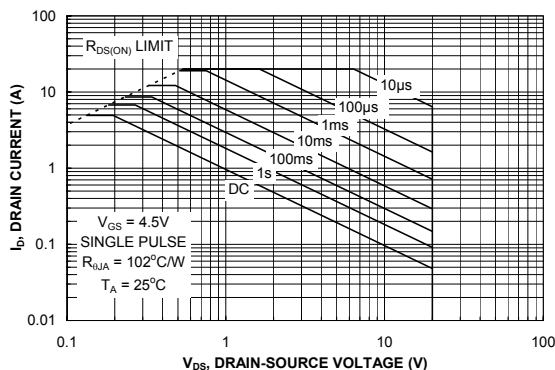 100
R_DS(ON) LIMIT
10
1
0.1
0.01
10µs
100µs
1ms
10ms
100ms
1s
DC
V_GS = 4.5V
SINGLE PULSE
R_θJA = 102°C/W
T_A = 25°C
0.1
1
10
100
I_D, DRAIN CURRENT (A)
V_DS, DRAIN-SOURCE VOLTAGE (V)